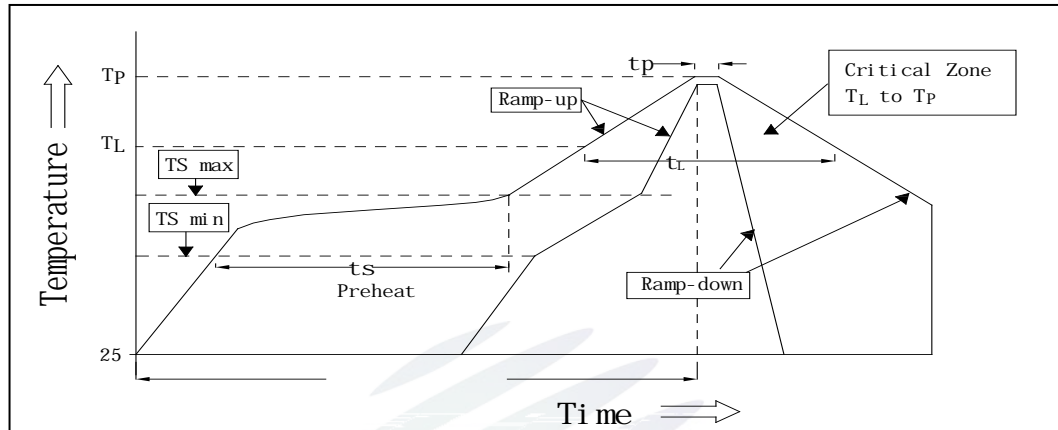 tp
TP
Critical Zone
TL to TP
Ramp-up
TL
TS max
tL
TS min
ts
Preheat
Ramp-down
25
Temperature
Time